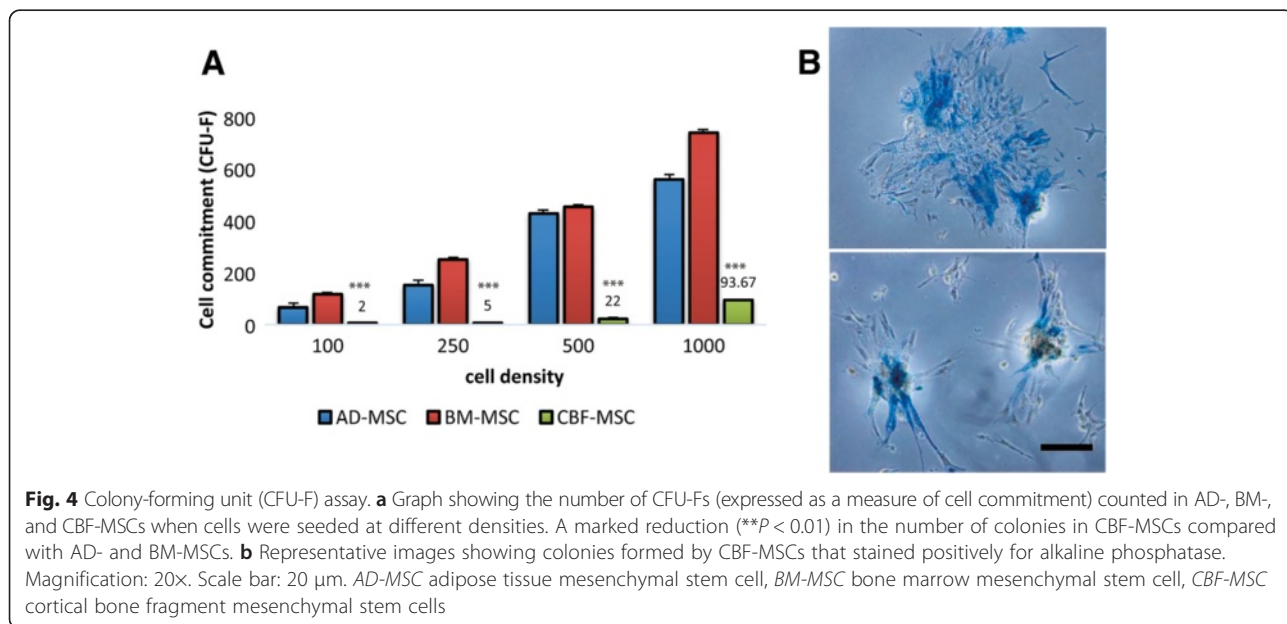 A
B
Cell commitment (CFU-F)
800
600
400
200
0
***
2
***
5
***
22
***
93.67
100 250 500 1000
cell density
AD-MSC BM-MSC CBF-MSC
Fig. 4 Colony-forming unit (CFU-F) assay. a Graph showing the number of CFU-Fs (expressed as a measure of cell commitment) counted in AD-, BM-,
and CBF-MSCs when cells were seeded at different densities. A marked reduction (**P < 0.01) in the number of colonies in CBF-MSCs compared
with AD- and BM-MSCs. b Representative images showing colonies formed by CBF-MSCs that stained positively for alkaline phosphatase.
Magnification: 20×. Scale bar: 20 μm. AD-MSC adipose tissue mesenchymal stem cell, BM-MSC bone marrow mesenchymal stem cell, CBF-MSC
cortical bone fragment mesenchymal stem cells